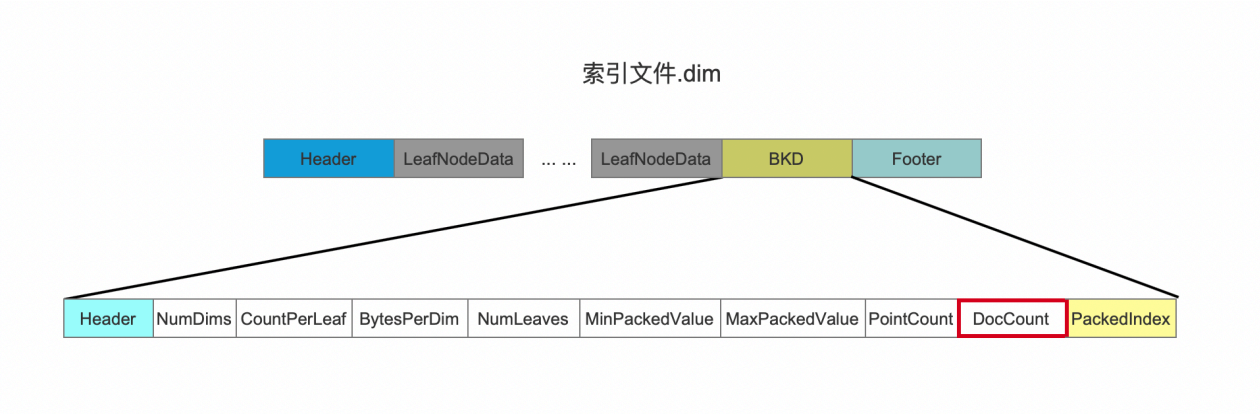 索引文件.dim
Header LeafNodeData ... ... LeafNodeData BKD Footer
Header NumDims CountPerLeaf BytesPerDim NumLeaves MinPackedValue MaxPackedValue PointCount DocCount PackedIndex